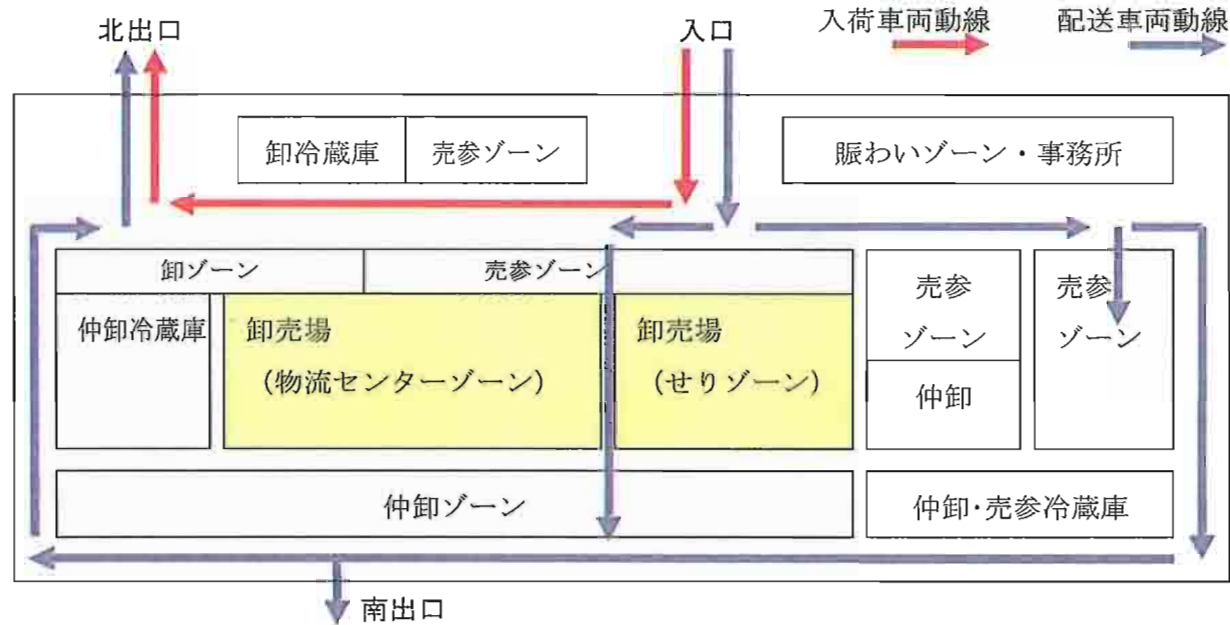 北出口
入口
入荷車両動線
配送車両動線
卸冷蔵庫
売参ゾーン
賑わいゾーン・事務所
卸ゾーン
売参ゾーン
仲卸冷蔵庫
卸売場
(物流センターゾーン)
卸売場
(せりゾーン)
売参
ゾーン
仲卸
売参
ゾーン
仲卸ゾーン
仲卸・売参冷蔵庫
南出口